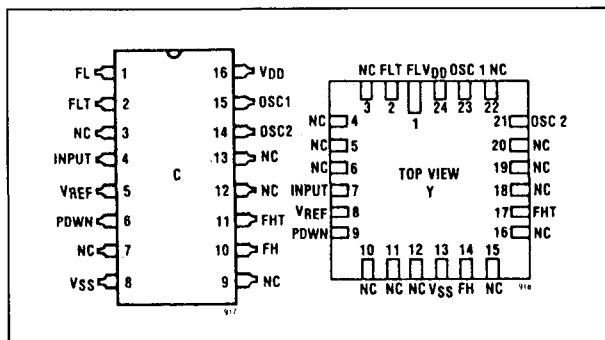 FL 1 16 VDD
FLT 2 15 OSC1
NC 3 14 OSC2
INPUT 4 13 NC
C
VREF 5 12 NC
PDWN 6 11 FHT
NC 7 10 FH
VSS 8 9 NC
917
NC FLT FL VDD OSC 1 NC
3 2 1 24 23 22
NC 4 21 OSC 2
NC 5 20 NC
NC 6 19 NC
TOP VIEW
INPUT 7 18 NC
Y
VREF 8 17 FHT
PDWN 9 16 NC
10 11 12 13 14 15
NC NC NC VSS FH NC
918